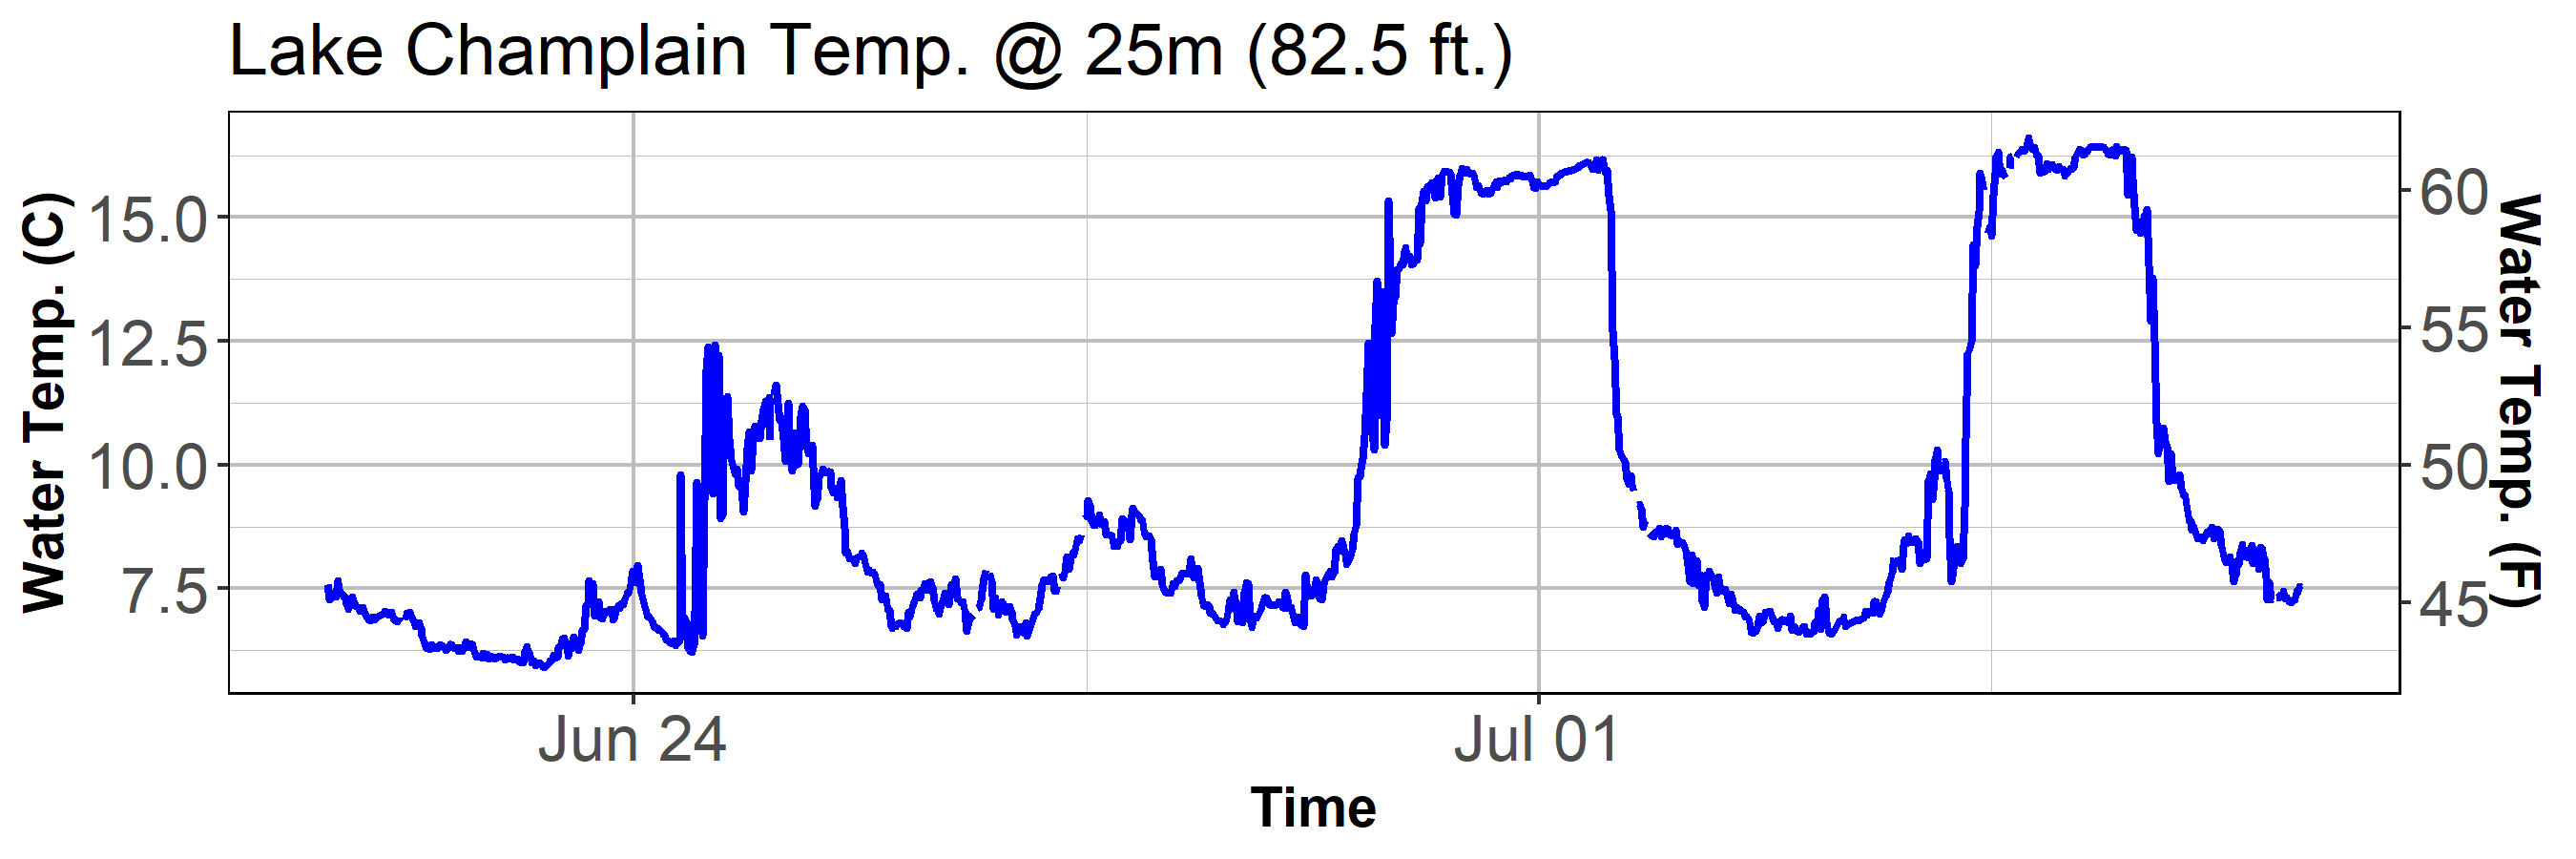 Lake Champlain Temp. @ 25m (82.5 ft.)
Water Temp. (C)
15.0
12.5
10.0
7.5
60
55
50
45
Water Temp. (F)
Jun 24
Jul 01
Time